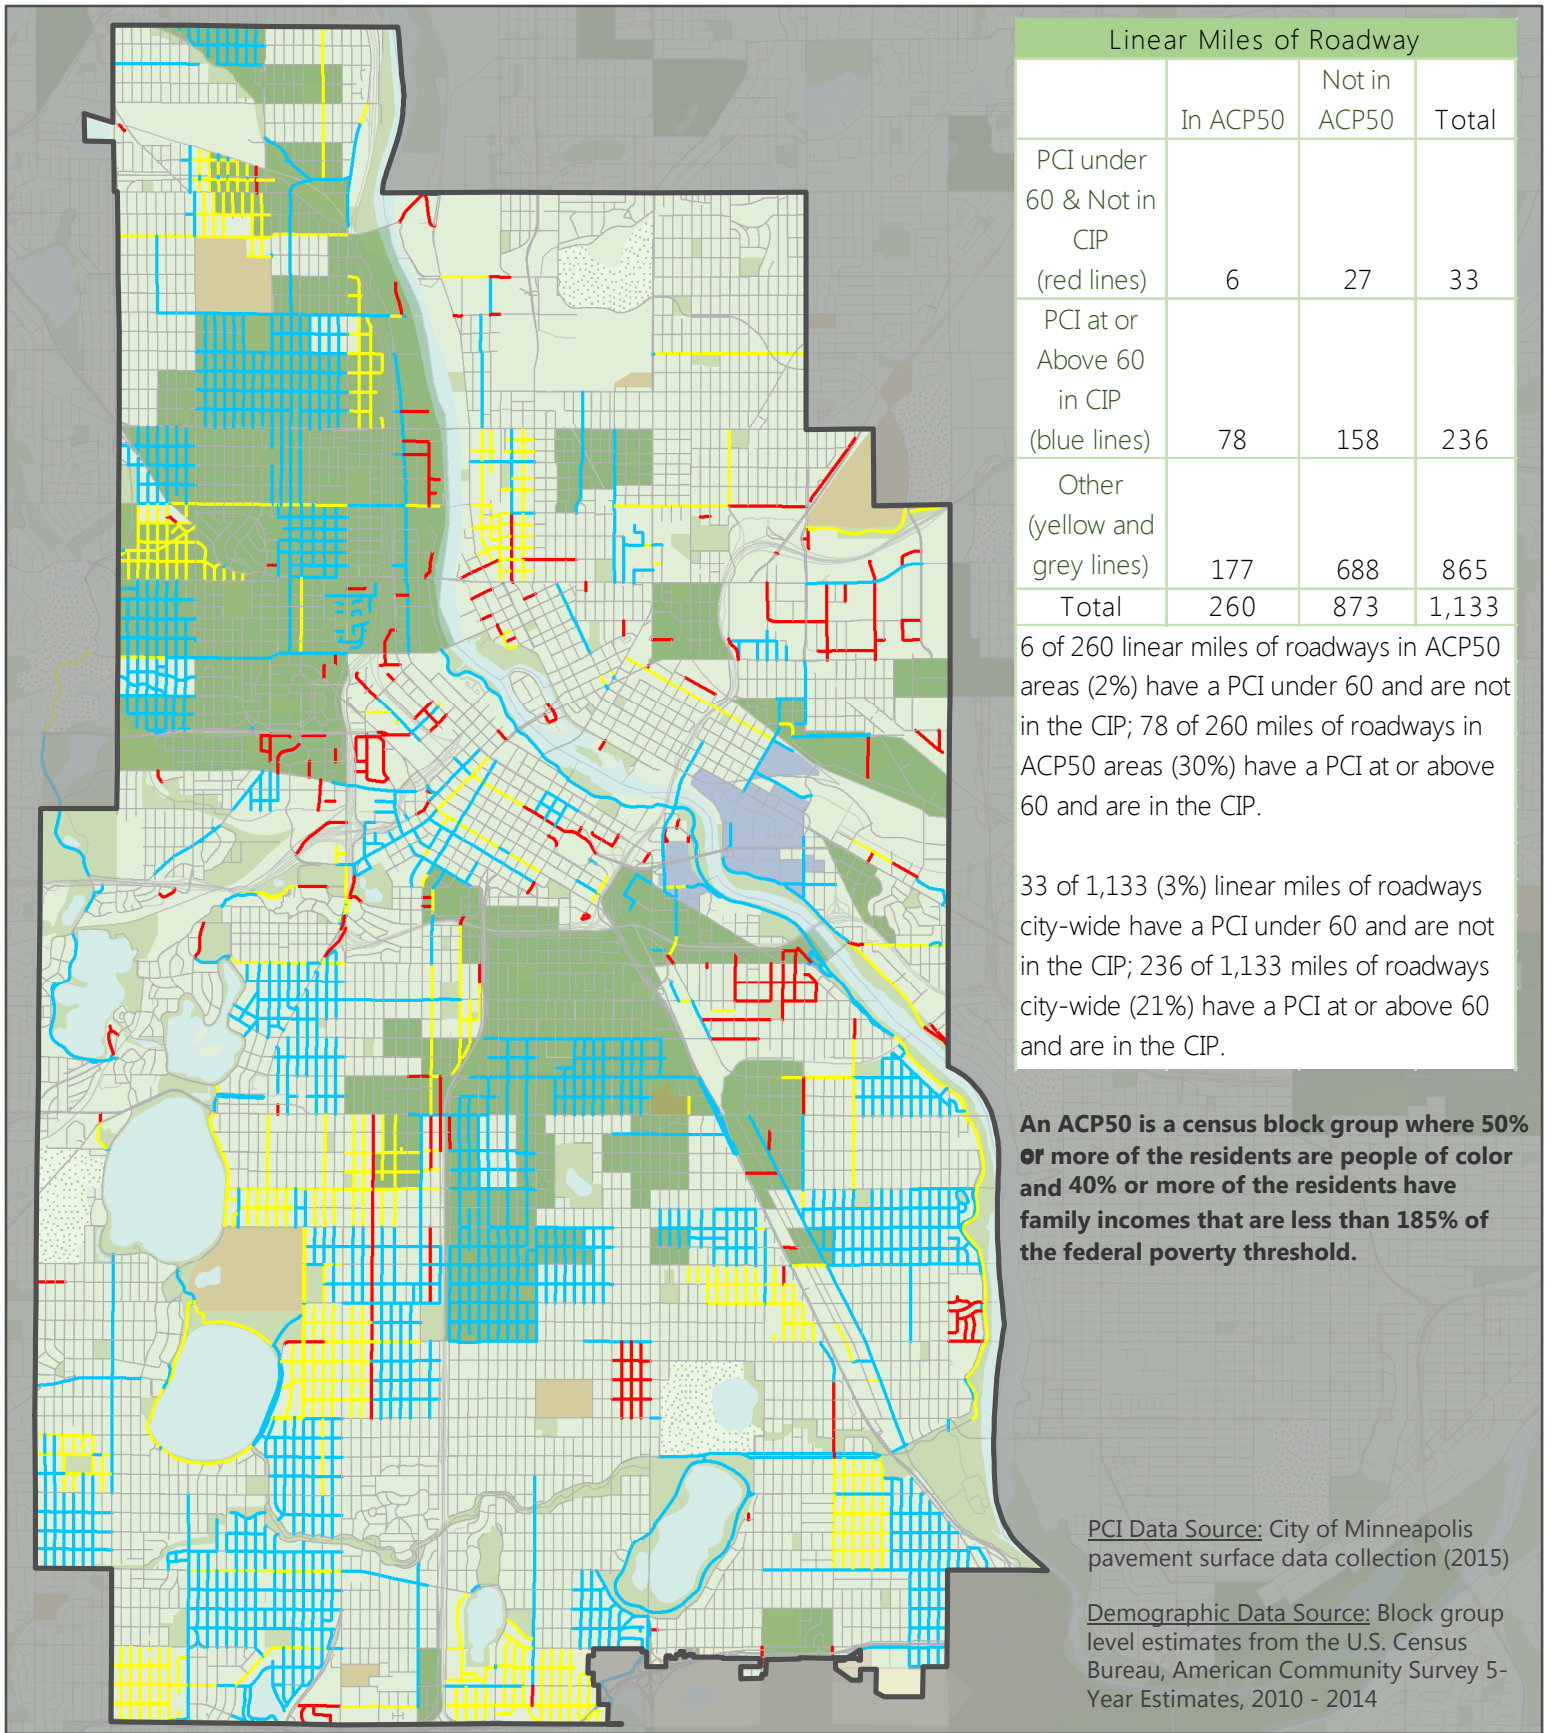 Linear Miles of Roadway
Not in
In ACP50 ACP50 Total
PCI under
60 & Not in
CIP
(red lines) 6 27 33
PCI at or
Above 60
in CIP
(blue lines) 78 158 236
Other
(yellow and
grey lines) 177 688 865
Total 260 873 1,133
6 of 260 linear miles of roadways in ACP50
areas (2%) have a PCI under 60 and are not
in the CIP; 78 of 260 miles of roadways in
ACP50 areas (30%) have a PCI at or above
60 and are in the CIP.
33 of 1,133 (3%) linear miles of roadways
city-wide have a PCI under 60 and are not
in the CIP; 236 of 1,133 miles of roadways
city-wide (21%) have a PCI at or above 60
and are in the CIP.
An ACP50 is a census block group where 50%
or more of the residents are people of color
and 40% or more of the residents have
family incomes that are less than 185% of
the federal poverty threshold.
PCI Data Source: City of Minneapolis
pavement surface data collection (2015)
Demographic Data Source: Block group
level estimates from the U.S. Census
Bureau, American Community Survey 5-
Year Estimates, 2010 - 2014